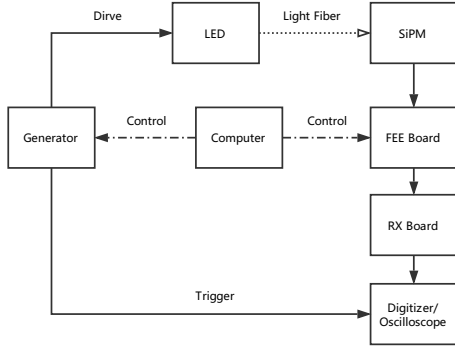 Dirve
Light Fiber
LED
SiPM
Control
Control
Generator
Computer
FEE Board
RX Board
Trigger
Digitizer/
Oscilloscope